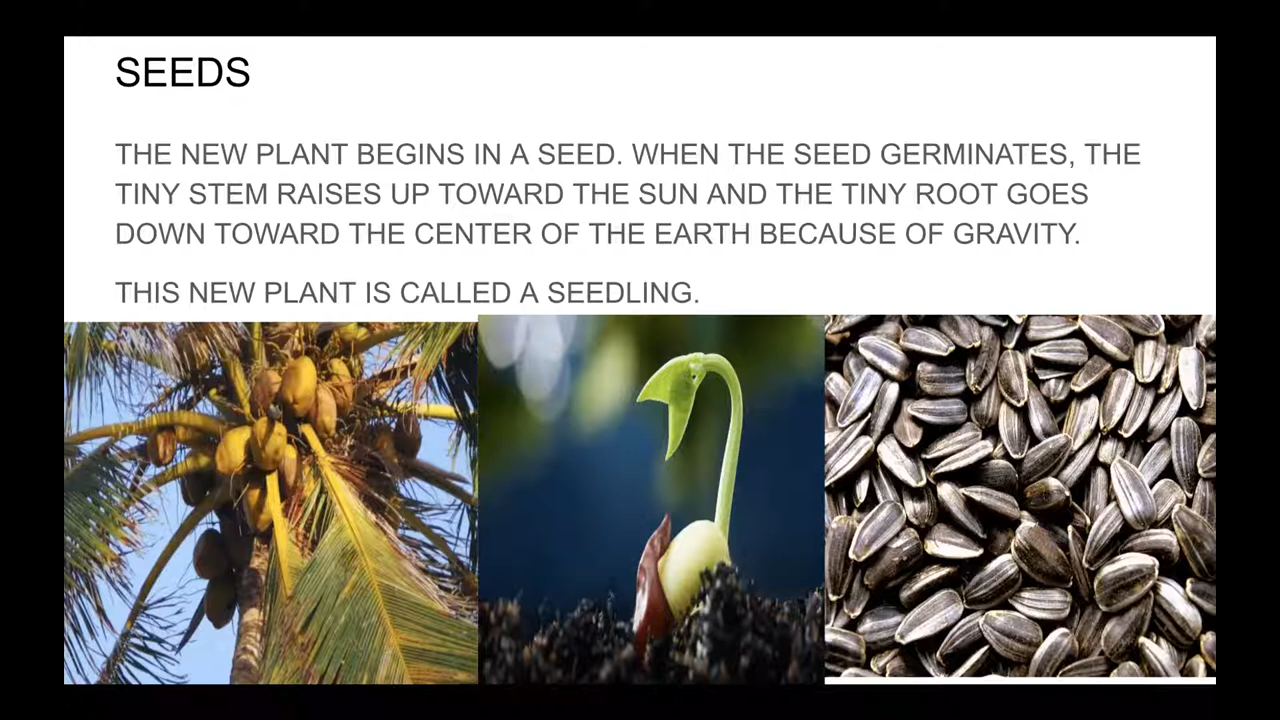 SEEDS
THE NEW PLANT BEGINS IN A SEED. WHEN THE SEED GERMINATES, THE
TINY STEM RAISES UP TOWARD THE SUN AND THE TINY ROOT GOES
DOWN TOWARD THE CENTER OF THE EARTH BECAUSE OF GRAVITY.
THIS NEW PLANT IS CALLED A SEEDLING.